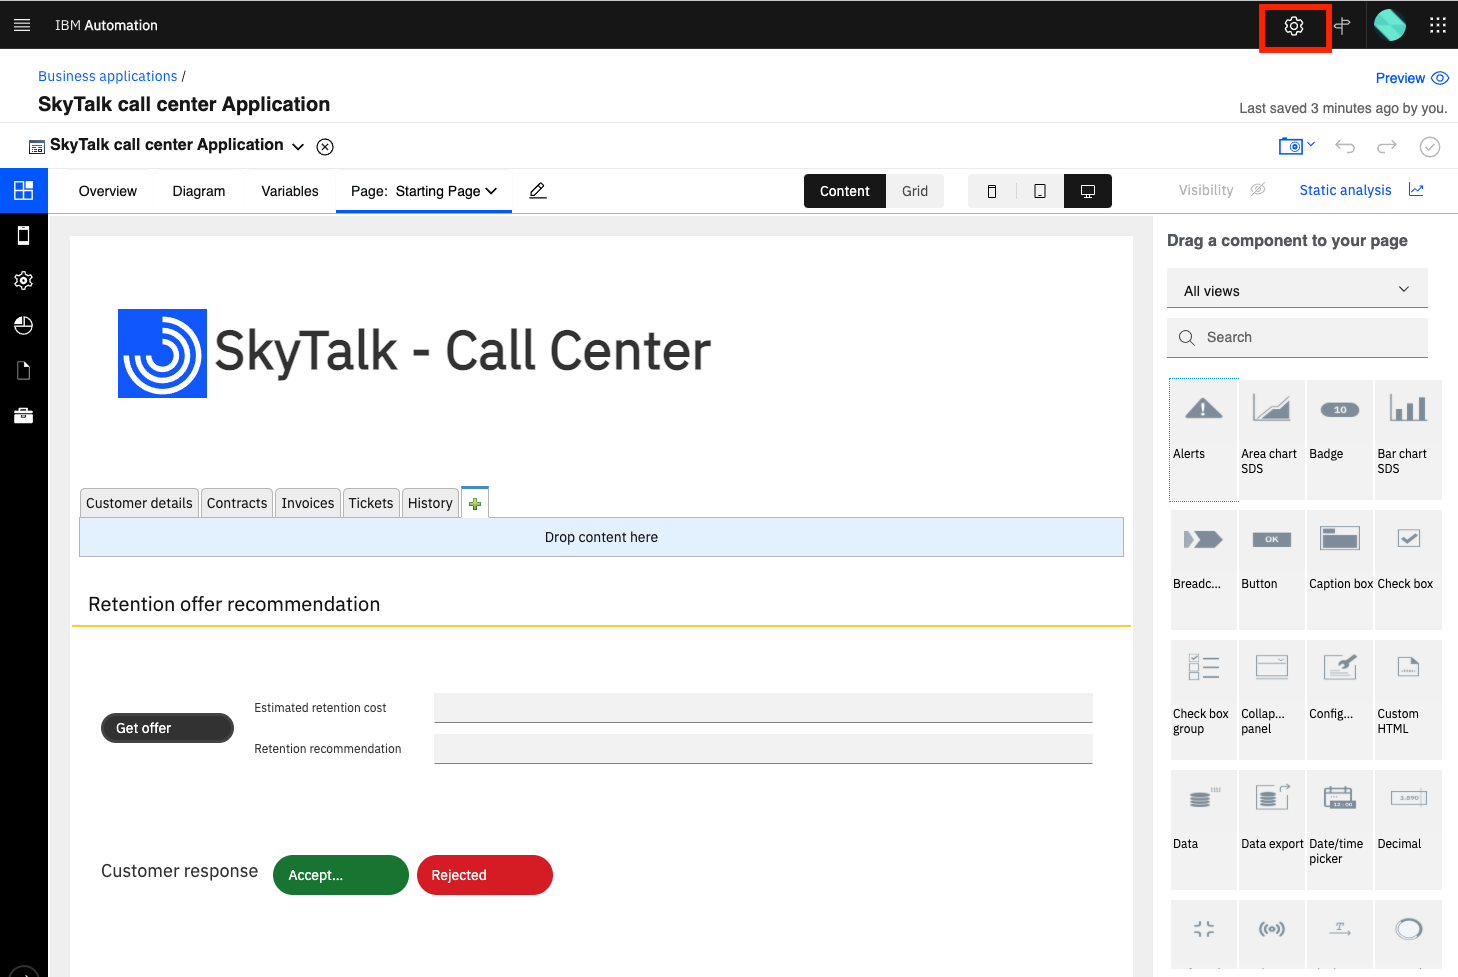 IBM Automation
Business applications /
Preview
SkyTalk call center Application
Last saved 3 minutes ago by you.
SkyTalk call center Application
Overview
Diagram
Variables
Page: Starting Page
Content
Grid
Visibility
Static analysis
Drag a component to your page
All views
Search
SkyTalk - Call Center
Customer details
Contracts
Invoices
Tickets
History
Drop content here
Retention offer recommendation
Get offer
Estimated retention cost
Retention recommendation
Customer response
Accept...
Rejected
10
Alerts
Area chart
SDS
Badge
Bar chart
SDS
OK
Breadc...
Button
Caption box
Check box
Check box
group
Collap...
panel
Config...
Custom
HTML
3.890
Data
Data export
Date/time
picker
Decimal